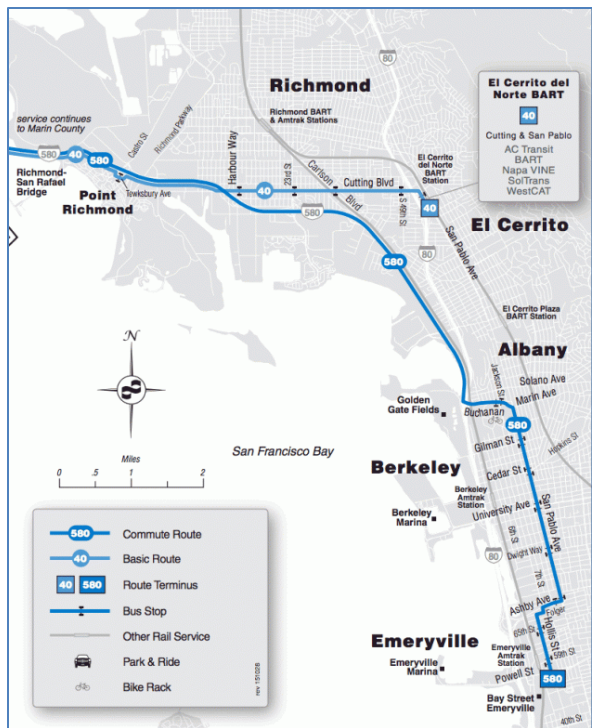 Richmond
80
El Cerrito del
Norte BART
40
Cutting & San Pablo
AC Transit
BART
Napa VINE
SolTrans
WestCAT
service continues
to Marin County
Castro St
Richmond Parkway
Richmond BART
& Amtrak Stations
580
40
580
Richmond-
San Rafael
Bridge
Point
Richmond
Tewksbury Ave
Harbour Way
40
23rd St
Carlson
Blvd
Cutting Blvd
El Cerrito
del Norte
BART
Station
S 49th St
40
580
80
San Pablo Ave
El Cerrito
580
El Cerrito Plaza
BART Station
N
Albany
Jackson St
Solano Ave
Marin Ave
Golden
Gate Fields
Buchanan
580
Gilman St
Hopkins St
San Francisco Bay
Miles
0
.5
1
2
Berkeley
Cedar St
Berkeley
Amtrak
Station
University Ave
San Pablo Ave
Berkeley
Marina
6th St
80
Dwight Way
7th St
Ashby Ave
Folger
65th St
Hollis St
Emeryville
Emeryville
Amtrak
Station
59th St
Emeryville
Marina
Powell St
580
Bay Street
Emeryville
40th St
580
Commute Route
40
Basic Route
40
580
Route Terminus
Bus Stop
Other Rail Service
Park & Ride
Bike Rack